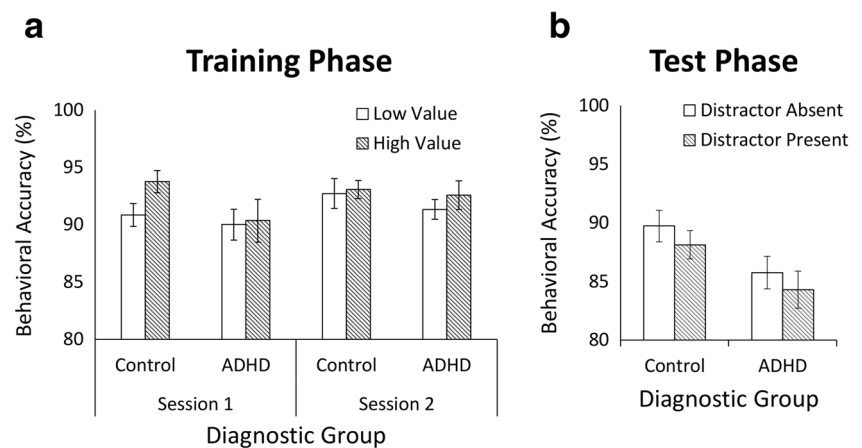 a
Training Phase
Low Value
High Value
Behavioral Accuracy (%)
100
95
90
85
80
Control
ADHD
Control
ADHD
Session 1
Session 2
Diagnostic Group
b
Test Phase
Distractor Absent
Distractor Present
Behavioral Accuracy (%)
100
95
90
85
80
Control
ADHD
Diagnostic Group